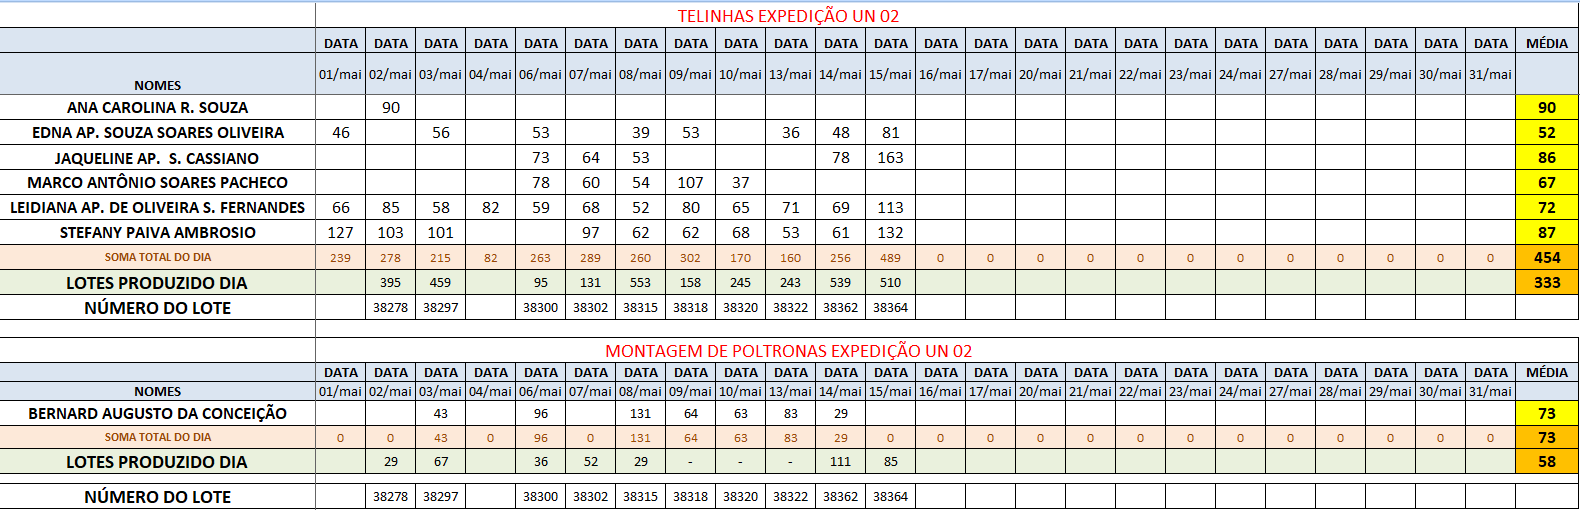 TELINHAS EXPEDIÇÃO UN 02
DATA DATA DATA DATA DATA DATA DATA DATA DATA DATA DATA DATA DATA DATA DATA DATA DATA DATA DATA DATA DATA DATA DATA DATA MÉDIA
NOMES 01/mai 02/mai 03/mai 04/mai 06/mai 07/mai 08/mai 09/mai 10/mai 13/mai 14/mai 15/mai 16/mai 17/mai 20/mai 21/mai 22/mai 23/mai 24/mai 27/mai 28/mai 29/mai 30/mai 31/mai
ANA CAROLINA R. SOUZA 90 90
EDNA AP. SOUZA SOARES OLIVEIRA 46 56 53 39 53 36 48 81 52
JAQUELINE AP. S. CASSIANO 73 64 53 78 163 86
MARCO ANTÔNIO SOARES PACHECO 78 60 54 107 37 67
LEIDIANA AP. DE OLIVEIRA S. FERNANDES 66 85 58 82 59 68 52 80 65 71 69 113 72
STEFANY PAIVA AMBROSIO 127 103 101 97 62 62 68 53 61 132 87
SOMA TOTAL DO DIA 239 278 215 82 263 289 260 302 170 160 256 489 0 0 0 0 0 0 0 0 0 0 0 0 454
LOTES PRODUZIDO DIA 395 459 95 131 553 158 245 243 539 510 333
NÚMERO DO LOTE 38278 38297 38300 38302 38315 38318 38320 38322 38362 38364
MONTAGEM DE POLTRONAS EXPEDIÇÃO UN 02
DATA DATA DATA DATA DATA DATA DATA DATA DATA DATA DATA DATA DATA DATA DATA DATA DATA DATA DATA DATA DATA DATA DATA DATA MÉDIA
NOMES 01/mai 02/mai 03/mai 04/mai 06/mai 07/mai 08/mai 09/mai 10/mai 13/mai 14/mai 15/mai 16/mai 17/mai 20/mai 21/mai 22/mai 23/mai 24/mai 27/mai 28/mai 29/mai 30/mai 31/mai
BERNARD AUGUSTO DA CONCEIÇÃO 43 96 131 64 63 83 29 73
SOMA TOTAL DO DIA 0 0 43 0 96 0 131 64 63 83 29 0 0 0 0 0 0 0 0 0 0 0 0 0 73
LOTES PRODUZIDO DIA 29 67 36 52 29 - - - 111 85 58
NÚMERO DO LOTE 38278 38297 38300 38302 38315 38318 38320 38322 38362 38364